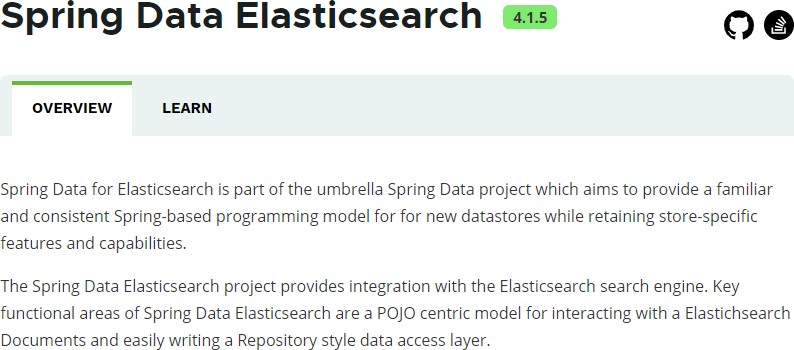 Spring Data Elasticsearch 4.1.5
OVERVIEW LEARN
Spring Data for Elasticsearch is part of the umbrella Spring Data project which aims to provide a familiar
and consistent Spring-based programming model for for new datastores while retaining store-specific
features and capabilities.
The Spring Data Elasticsearch project provides integration with the Elasticsearch search engine. Key
functional areas of Spring Data Elasticsearch are a POJO centric model for interacting with a Elastichsearch
Documents and easily writing a Repository style data access layer.